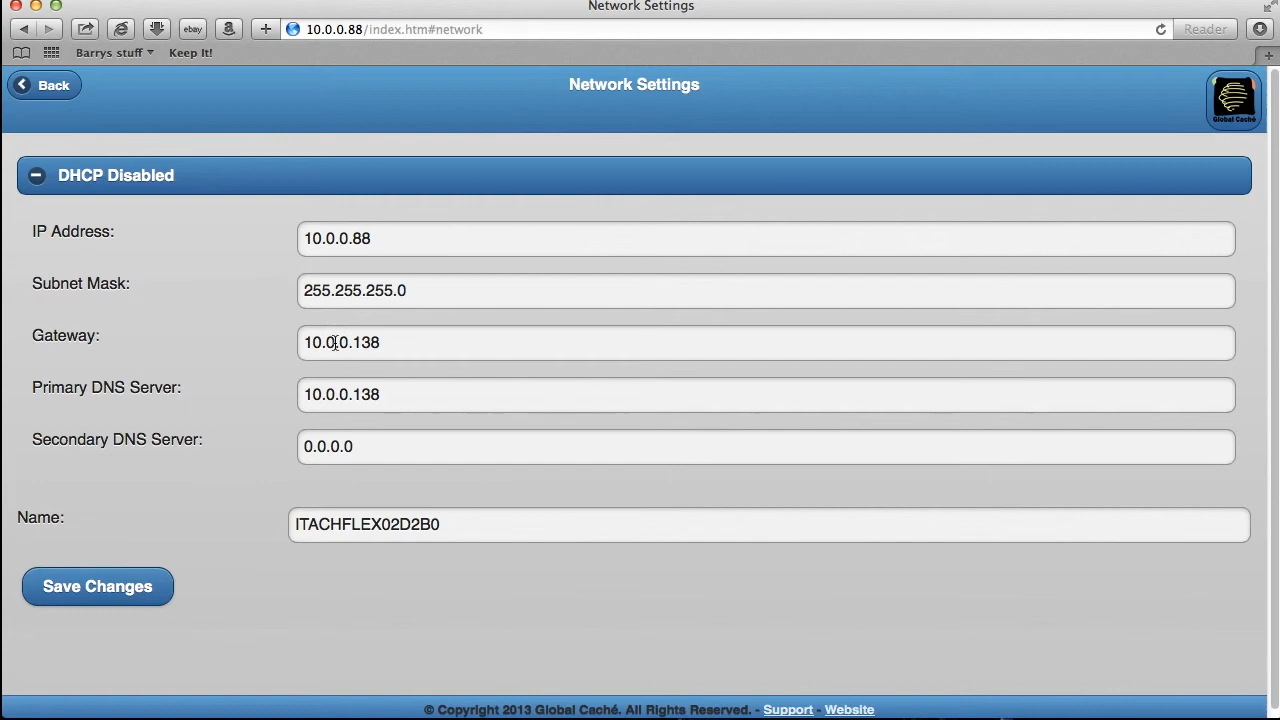 Network Settings
ebay
10.0.0.88/index.htm#network
Reader
Barrys stuff
Keep It!
Back
Network Settings
Global Caché
DHCP Disabled
IP Address:
10.0.0.88
Subnet Mask:
255.255.255.0
Gateway:
10.0.0.138
Primary DNS Server:
10.0.0.138
Secondary DNS Server:
0.0.0.0
Name:
ITACHFLEX02D2B0
Save Changes
© Copyright 2013 Global Caché. All Rights Reserved. - Support - Website